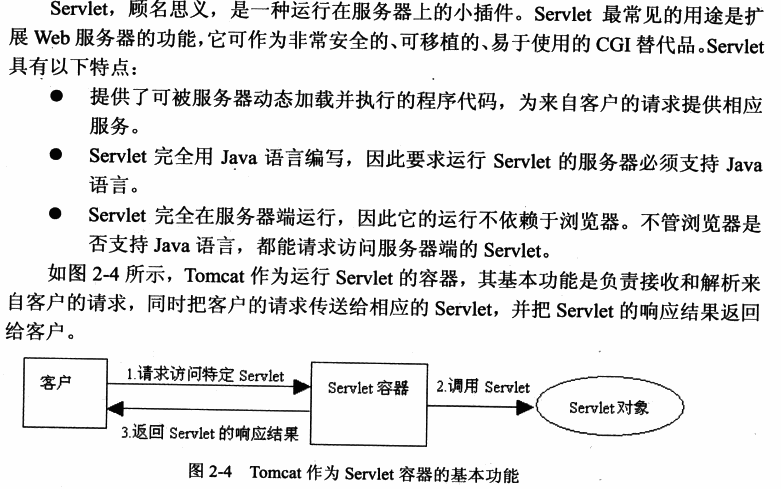 Servlet，顾名思义，是一种运行在服务器上的小插件。Servlet 最常见的用途是扩
展 Web 服务器的功能，它可作为非常安全的、可移植的、易于使用的 CGI 替代品。Servlet
具有以下特点：
● 提供了可被服务器动态加载并执行的程序代码，为来自客户的请求提供相应
服务。
● Servlet 完全用 Java 语言编写，因此要求运行 Servlet 的服务器必须支持 Java
语言。
● Servlet 完全在服务器端运行，因此它的运行不依赖于浏览器。不管浏览器是
否支持 Java 语言，都能请求访问服务器端的 Servlet。
如图 2-4 所示，Tomcat 作为运行 Servlet 的容器，其基本功能是负责接收和解析来
自客户的请求，同时把客户的请求传送给相应的 Servlet，并把 Servlet 的响应结果返回
给客户。
客户
1.请求访问特定 Servlet
Servlet 容器
2.调用 Servlet
Servlet 对象
3.返回 Servlet 的响应结果
图 2-4 Tomcat 作为 Servlet 容器的基本功能